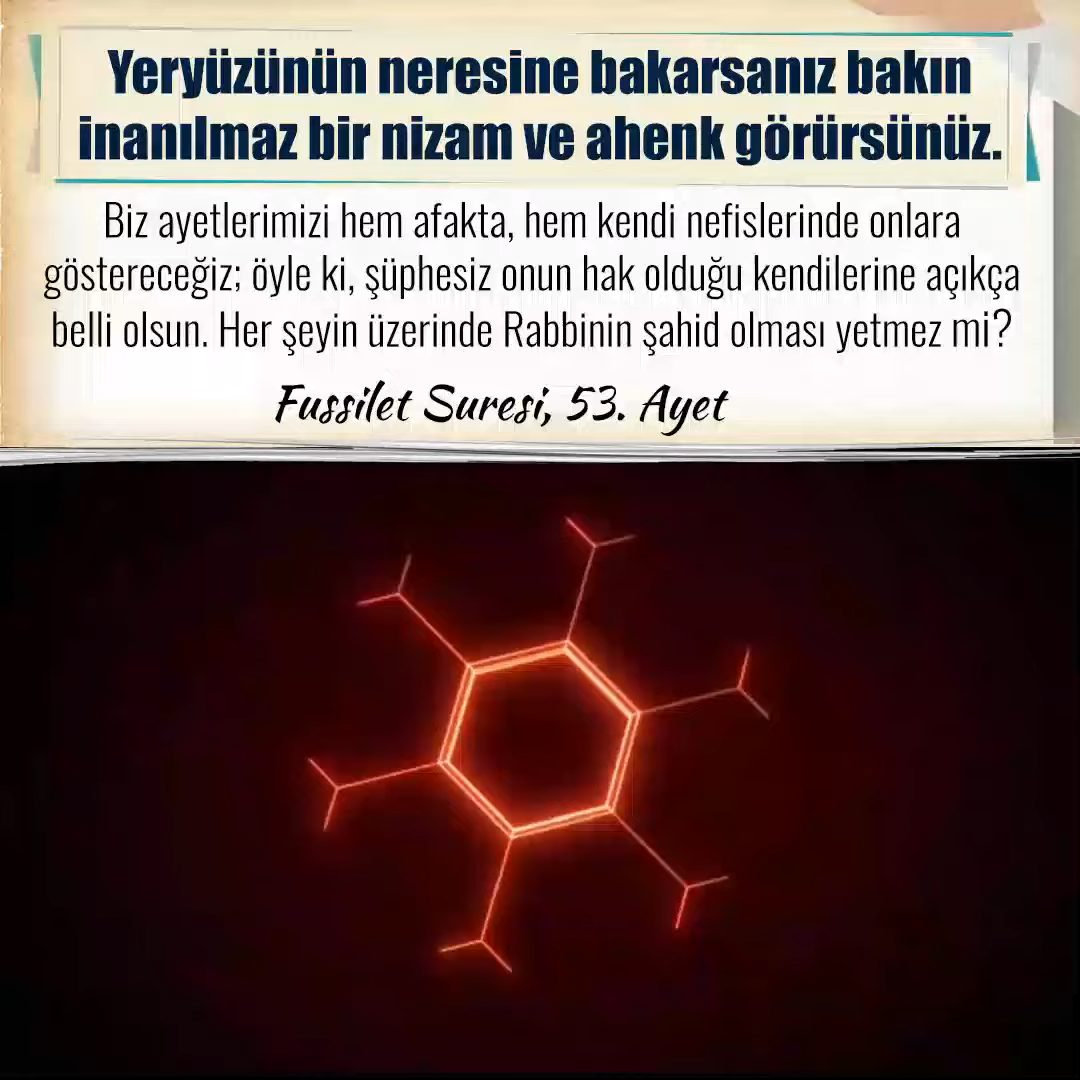 Yeryüzünün neresine bakarsanız bakın
inanılmaz bir nizam ve ahenk görürsünüz.
Biz ayetlerimizi hem afakta, hem kendi nefislerinde onlara
göstereceğiz; öyle ki, şüphesiz onun hak olduğu kendilerine açıkça
belli olsun. Her şeyin üzerinde Rabbinin şahid olması yetmez mi?
Fussilet Suresi, 53. Ayet